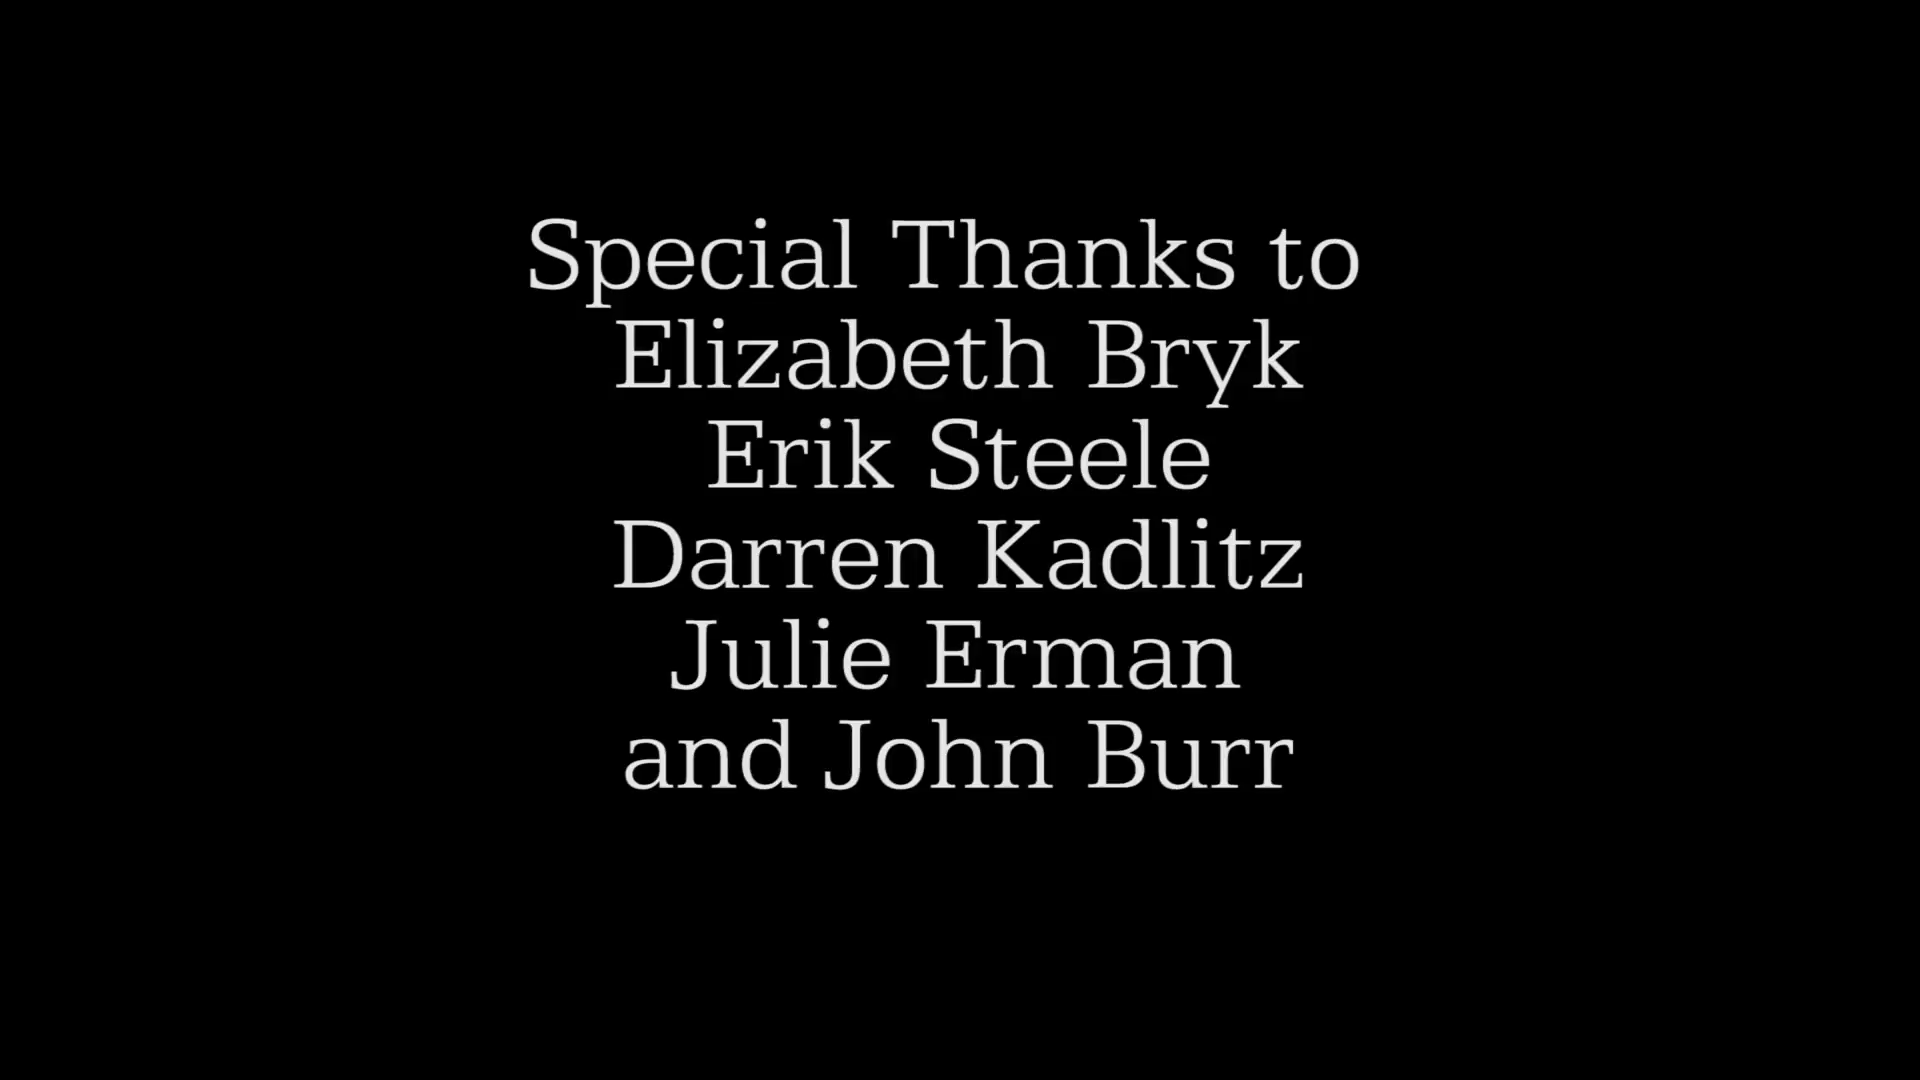 Special Thanks to
Elizabeth Bryk
Erik Steele
Darren Kadlitz
Julie Erman
and John Burr